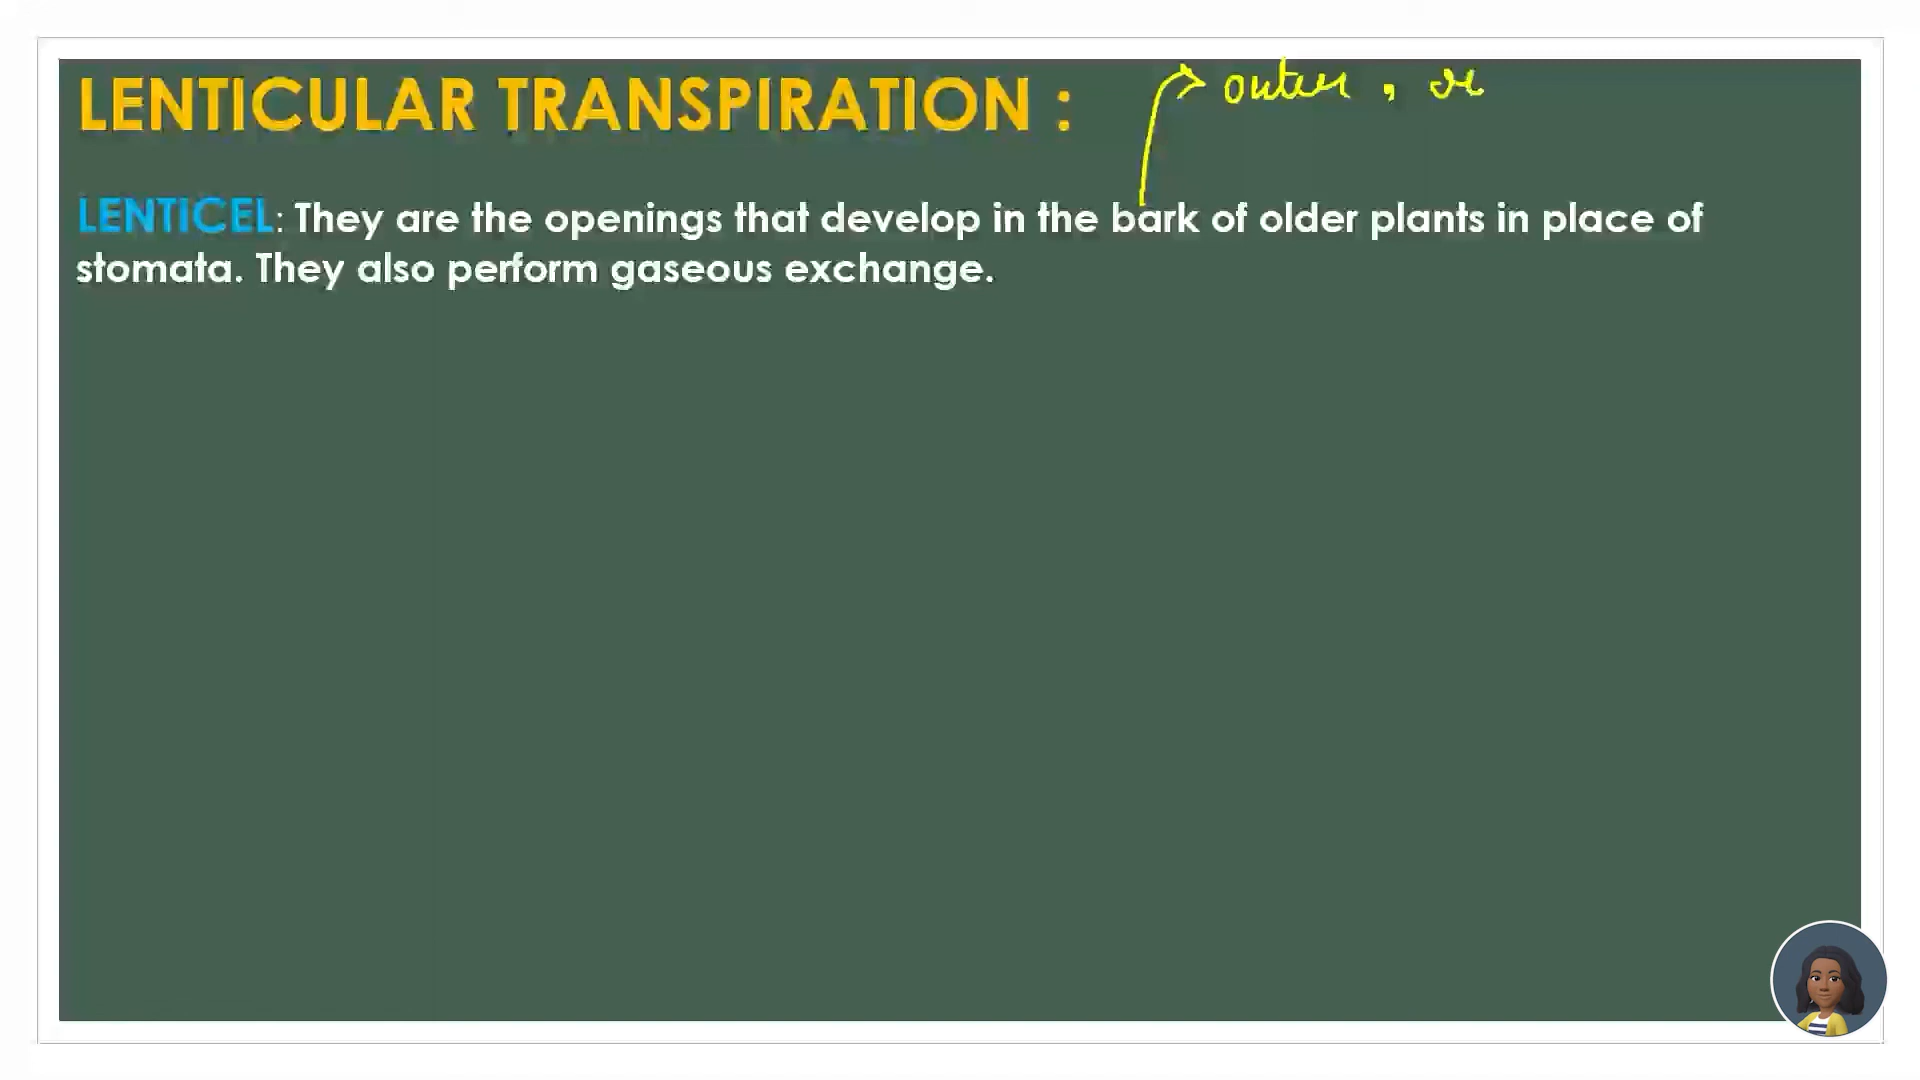 LENTICULAR TRANSPIRATION :
outer ,
LENTICEL: They are the openings that develop in the bark of older plants in place of
stomata. They also perform gaseous exchange.